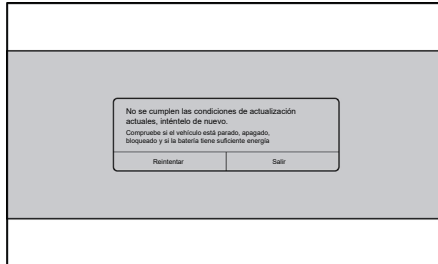 No se cumplen las condiciones de actualización
actuales, inténtelo de nuevo.
Compruebe si el vehículo está parado, apagado,
bloqueado y si la batería tiene suficiente energía
Reintentar
Salir